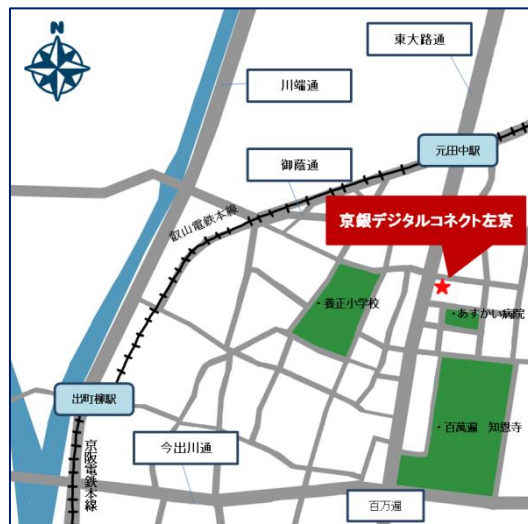 東大路通
川端通
元田中駅
御蔭通
叡山電鉄本線
京銀デジタルコネクト左京
・養正小学校
・あすかい病院
出町柳駅
・百萬遍 知恩寺
今出川通
京阪電鉄本線
百万遍